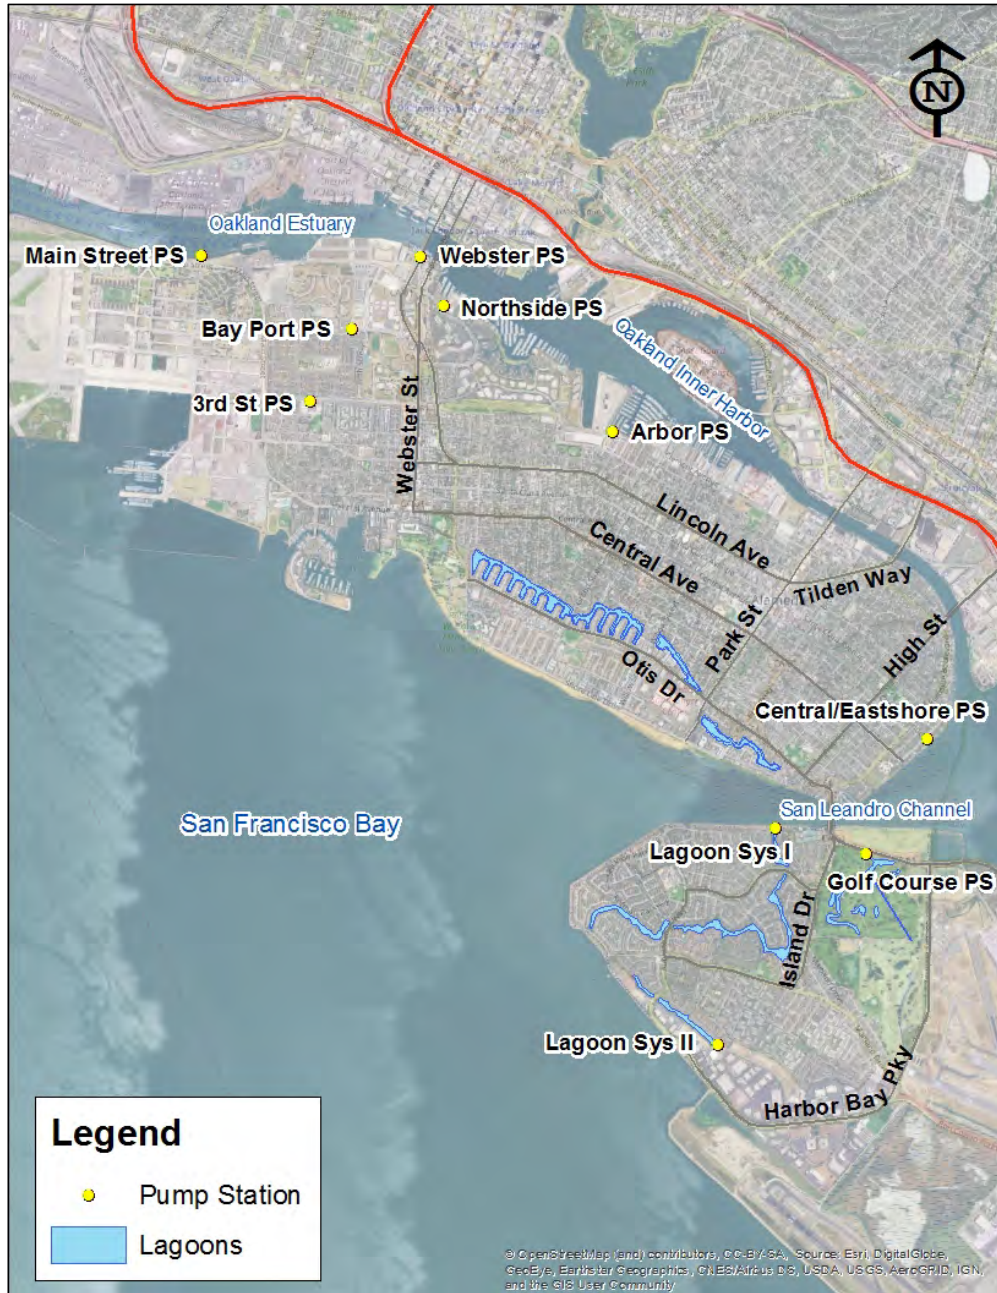 N
Oakland Estuary
Main Street PS
Webster PS
Northside PS
Bay Port PS
Oakland Inner Harbor
3rd St PS
Webster St
Arbor PS
Lincoln Ave
Central Ave
Tilden Way
Park St
High St
Otis Dr
Central/Eastshore PS
San Francisco Bay
San Leandro Channel
Lagoon Sys I
Golf Course PS
Island Dr
Lagoon Sys II
Harbor Bay Pky
Legend
Pump Station
Lagoons
© OpenStreetMap (and) contributors, CC-BY-SA, Source: Esri, DigitalGlobe,
GeoEye, Earthstar Geographics, CNES/Airbus DS, USDA, USGS, AeroGRID, IGN,
and the GIS User Community